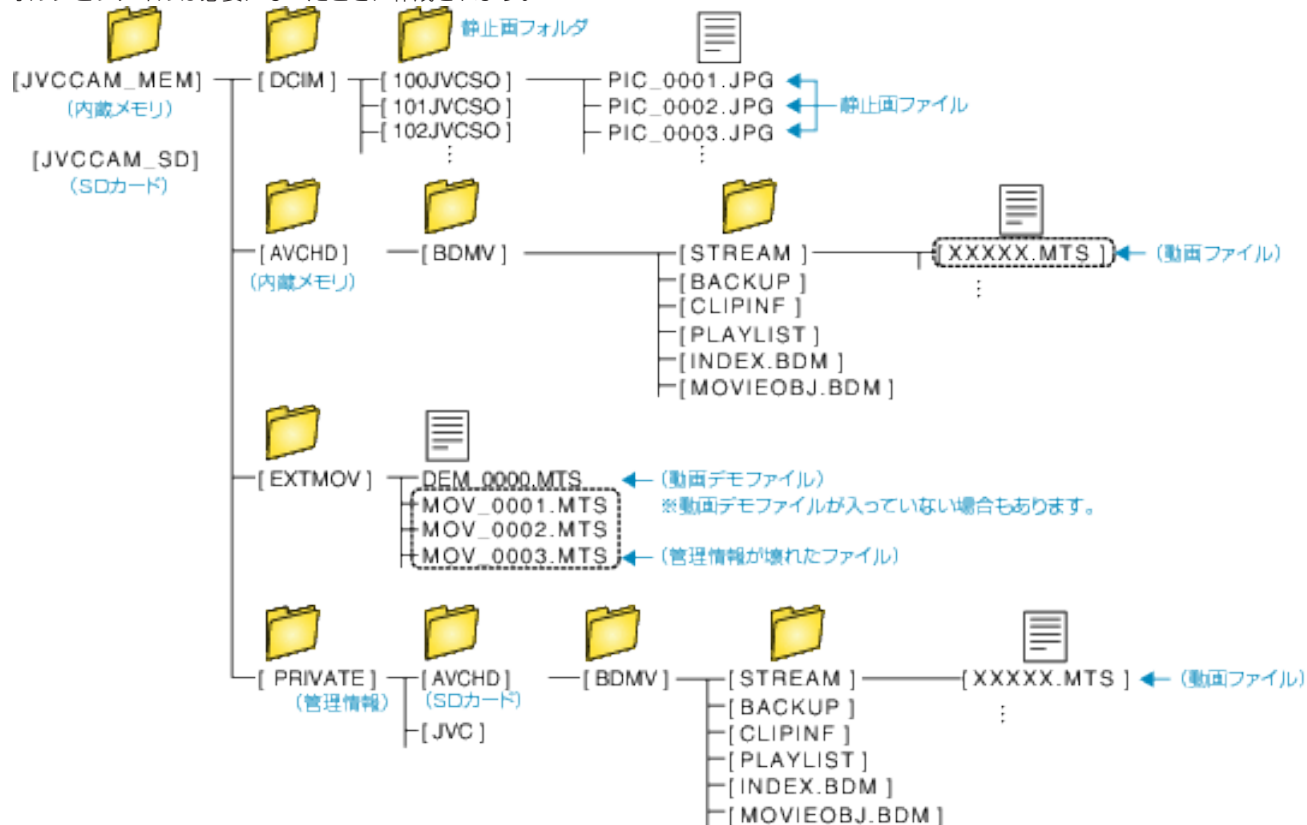 静止画フォルダ
[JVCCAM_MEM]
(内蔵メモリ)
[JVCCAM_SD]
(SDカード)
[DCIM]
[100JVCSO]
[101JVCSO]
[102JVCSO]
PIC_0001.JPG
PIC_0002.JPG
PIC_0003.JPG
静止画ファイル
[AVCHD]
(内蔵メモリ)
[BDMV]
[STREAM]
[BACKUP]
[CLIPINF]
[PLAYLIST]
[INDEX.BDM]
[MOVIEOBJ.BDM]
[XXXXX.MTS]
(動画ファイル)
[EXTMOV]
DEM_0000.MTS
(動画デモファイル)
※動画デモファイルが入っていない場合もあります。
MOV_0001.MTS
MOV_0002.MTS
MOV_0003.MTS
(管理情報が壊れたファイル)
[PRIVATE]
(管理情報)
[AVCHD]
(SDカード)
[JVC]
[BDMV]
[STREAM]
[BACKUP]
[CLIPINF]
[PLAYLIST]
[INDEX.BDM]
[MOVIEOBJ.BDM]
[XXXXX.MTS]
(動画ファイル)